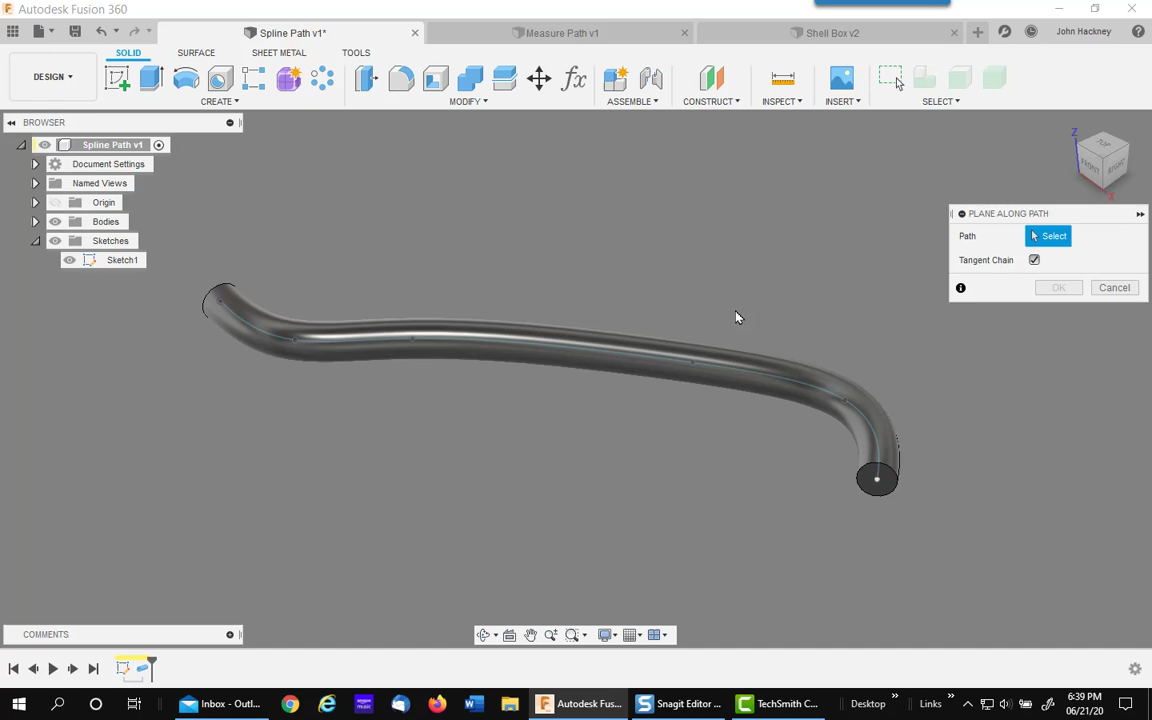 Autodesk Fusion 360
Spline Path v1*
Measure Path v1
Shell Box v2
John Hackney
SOLID
SURFACE
SHEET METAL
TOOLS
DESIGN
CREATE
MODIFY
ASSEMBLE
CONSTRUCT
INSPECT
INSERT
SELECT
BROWSER
Spline Path v1
Document Settings
Named Views
Origin
Bodies
Sketches
Sketch1
Z
TOP
FRONT
RIGHT
X
PLANE ALONG PATH
Path
Select
Tangent Chain
OK
Cancel
COMMENTS
Inbox - Outl...
Autodesk Fus...
Snagit Editor ...
TechSmith C...
Desktop
Links
6:39 PM
06/21/20